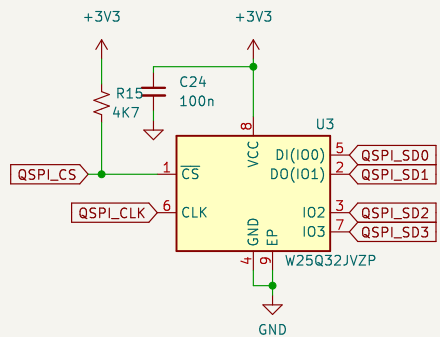 +3V3
+3V3
R15
4K7
C24
100n
U3
8
VCC
QSPI_CS
1
CS
DI(IO0)
5
QSPI_SD0
DO(IO1)
2
QSPI_SD1
QSPI_CLK
6
CLK
IO2
3
QSPI_SD2
IO3
7
QSPI_SD3
GND
EP
4
9
W25Q32JVZP
GND